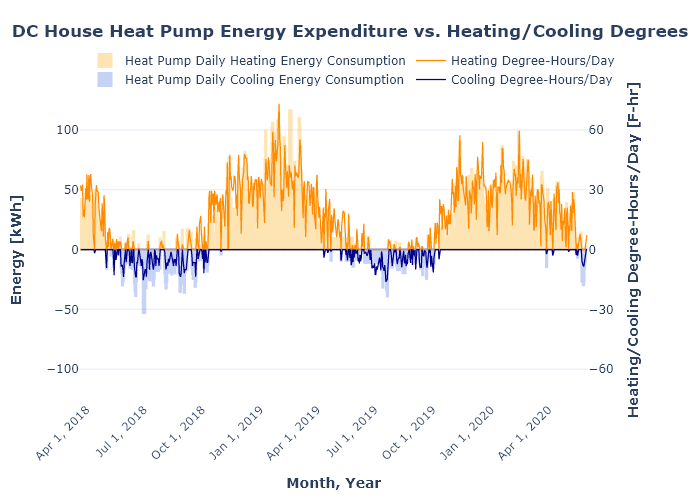 DC House Heat Pump Energy Expenditure vs. Heating/Cooling Degrees
Heat Pump Daily Heating Energy Consumption
Heating Degree-Hours/Day
Heat Pump Daily Cooling Energy Consumption
Cooling Degree-Hours/Day
Energy [kWh]
100
50
0
−50
−100
60
30
0
−30
−60
Heating/Cooling Degree-Hours/Day [F-hr]
Apr 1, 2018
Jul 1, 2018
Oct 1, 2018
Jan 1, 2019
Apr 1, 2019
Jul 1, 2019
Oct 1, 2019
Jan 1, 2020
Apr 1, 2020
Month, Year